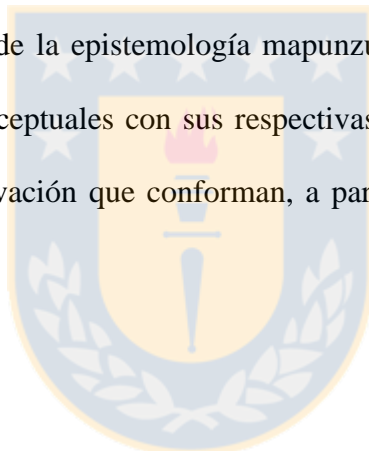 de la epistemología mapunzu
ceptuales con sus respectivas
vación que conforman, a par